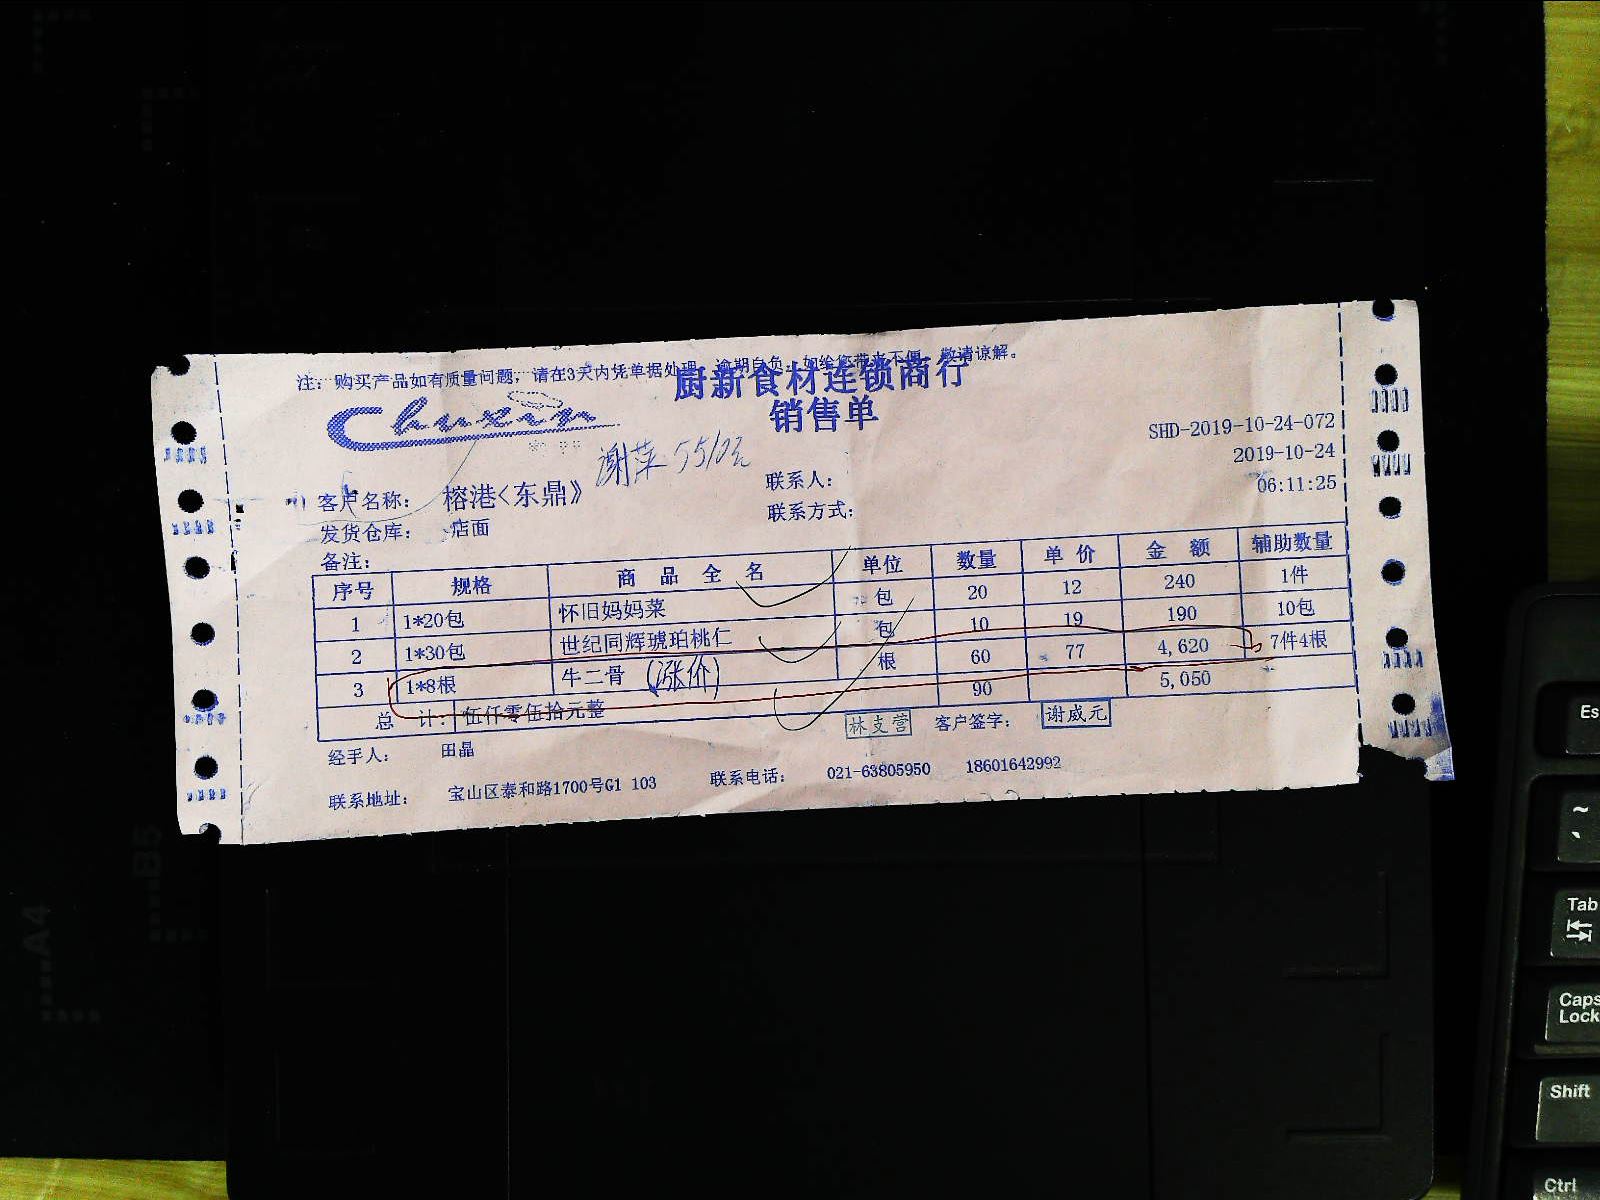 注: 购买产品如有质量问题，请在3天内凭单据处理，逾期自负。如给您带来不便，敬请谅解。
厨新食材连锁商行
Chuxin
销售单
SHD-2019-10-24-072
2019-10-24
06:11:25
谢萍
客户名称: 榕港<东鼎》 联系人:
发货仓库: 店面 联系方式:
备注:
序号 规格 商品全名 单位 数量 单价 金额 辅助数量
1 1*20包 怀旧妈妈菜 包 20 12 240 1件
2 1*30包 世纪同辉琥珀桃仁 包 10 19 190 10包
3 1*8根 牛二骨 (涨价) 根 60 77 4,620 7件4根
总计: 伍仟零伍拾元整 90 5,050
经手人: 田晶 林支营 客户签字: 谢威元
联系地址: 宝山区泰和路1700号G1 103 联系电话: 021-63805950 18601642992
A4
B5
Es
~
Tab
Caps Lock
Shift
Ctrl